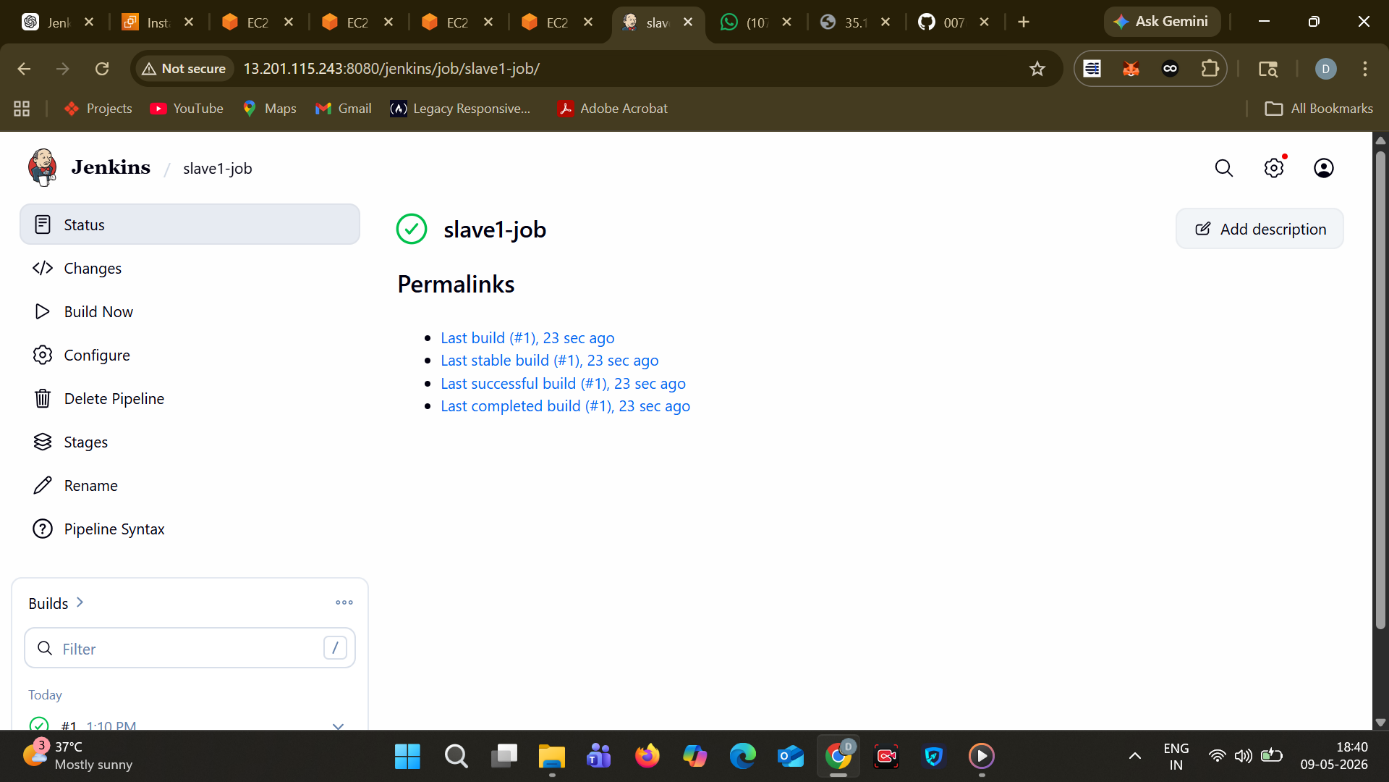 Jenk
Inst
EC2
EC2
EC2
EC2
slav
(107
35.1
007
Ask Gemini
Not secure
13.201.115.243:8080/jenkins/job/slave1-job/
D
Projects
YouTube
Maps
Gmail
Legacy Responsive...
Adobe Acrobat
All Bookmarks
Jenkins / slave1-job
Status
Changes
Build Now
Configure
Delete Pipeline
Stages
Rename
Pipeline Syntax
Builds
Filter
/
Today
#1 1:10 PM
slave1-job
Add description
Permalinks
Last build (#1), 23 sec ago
Last stable build (#1), 23 sec ago
Last successful build (#1), 23 sec ago
Last completed build (#1), 23 sec ago
3
37°C
Mostly sunny
D
ENG
IN
18:40
09-05-2026